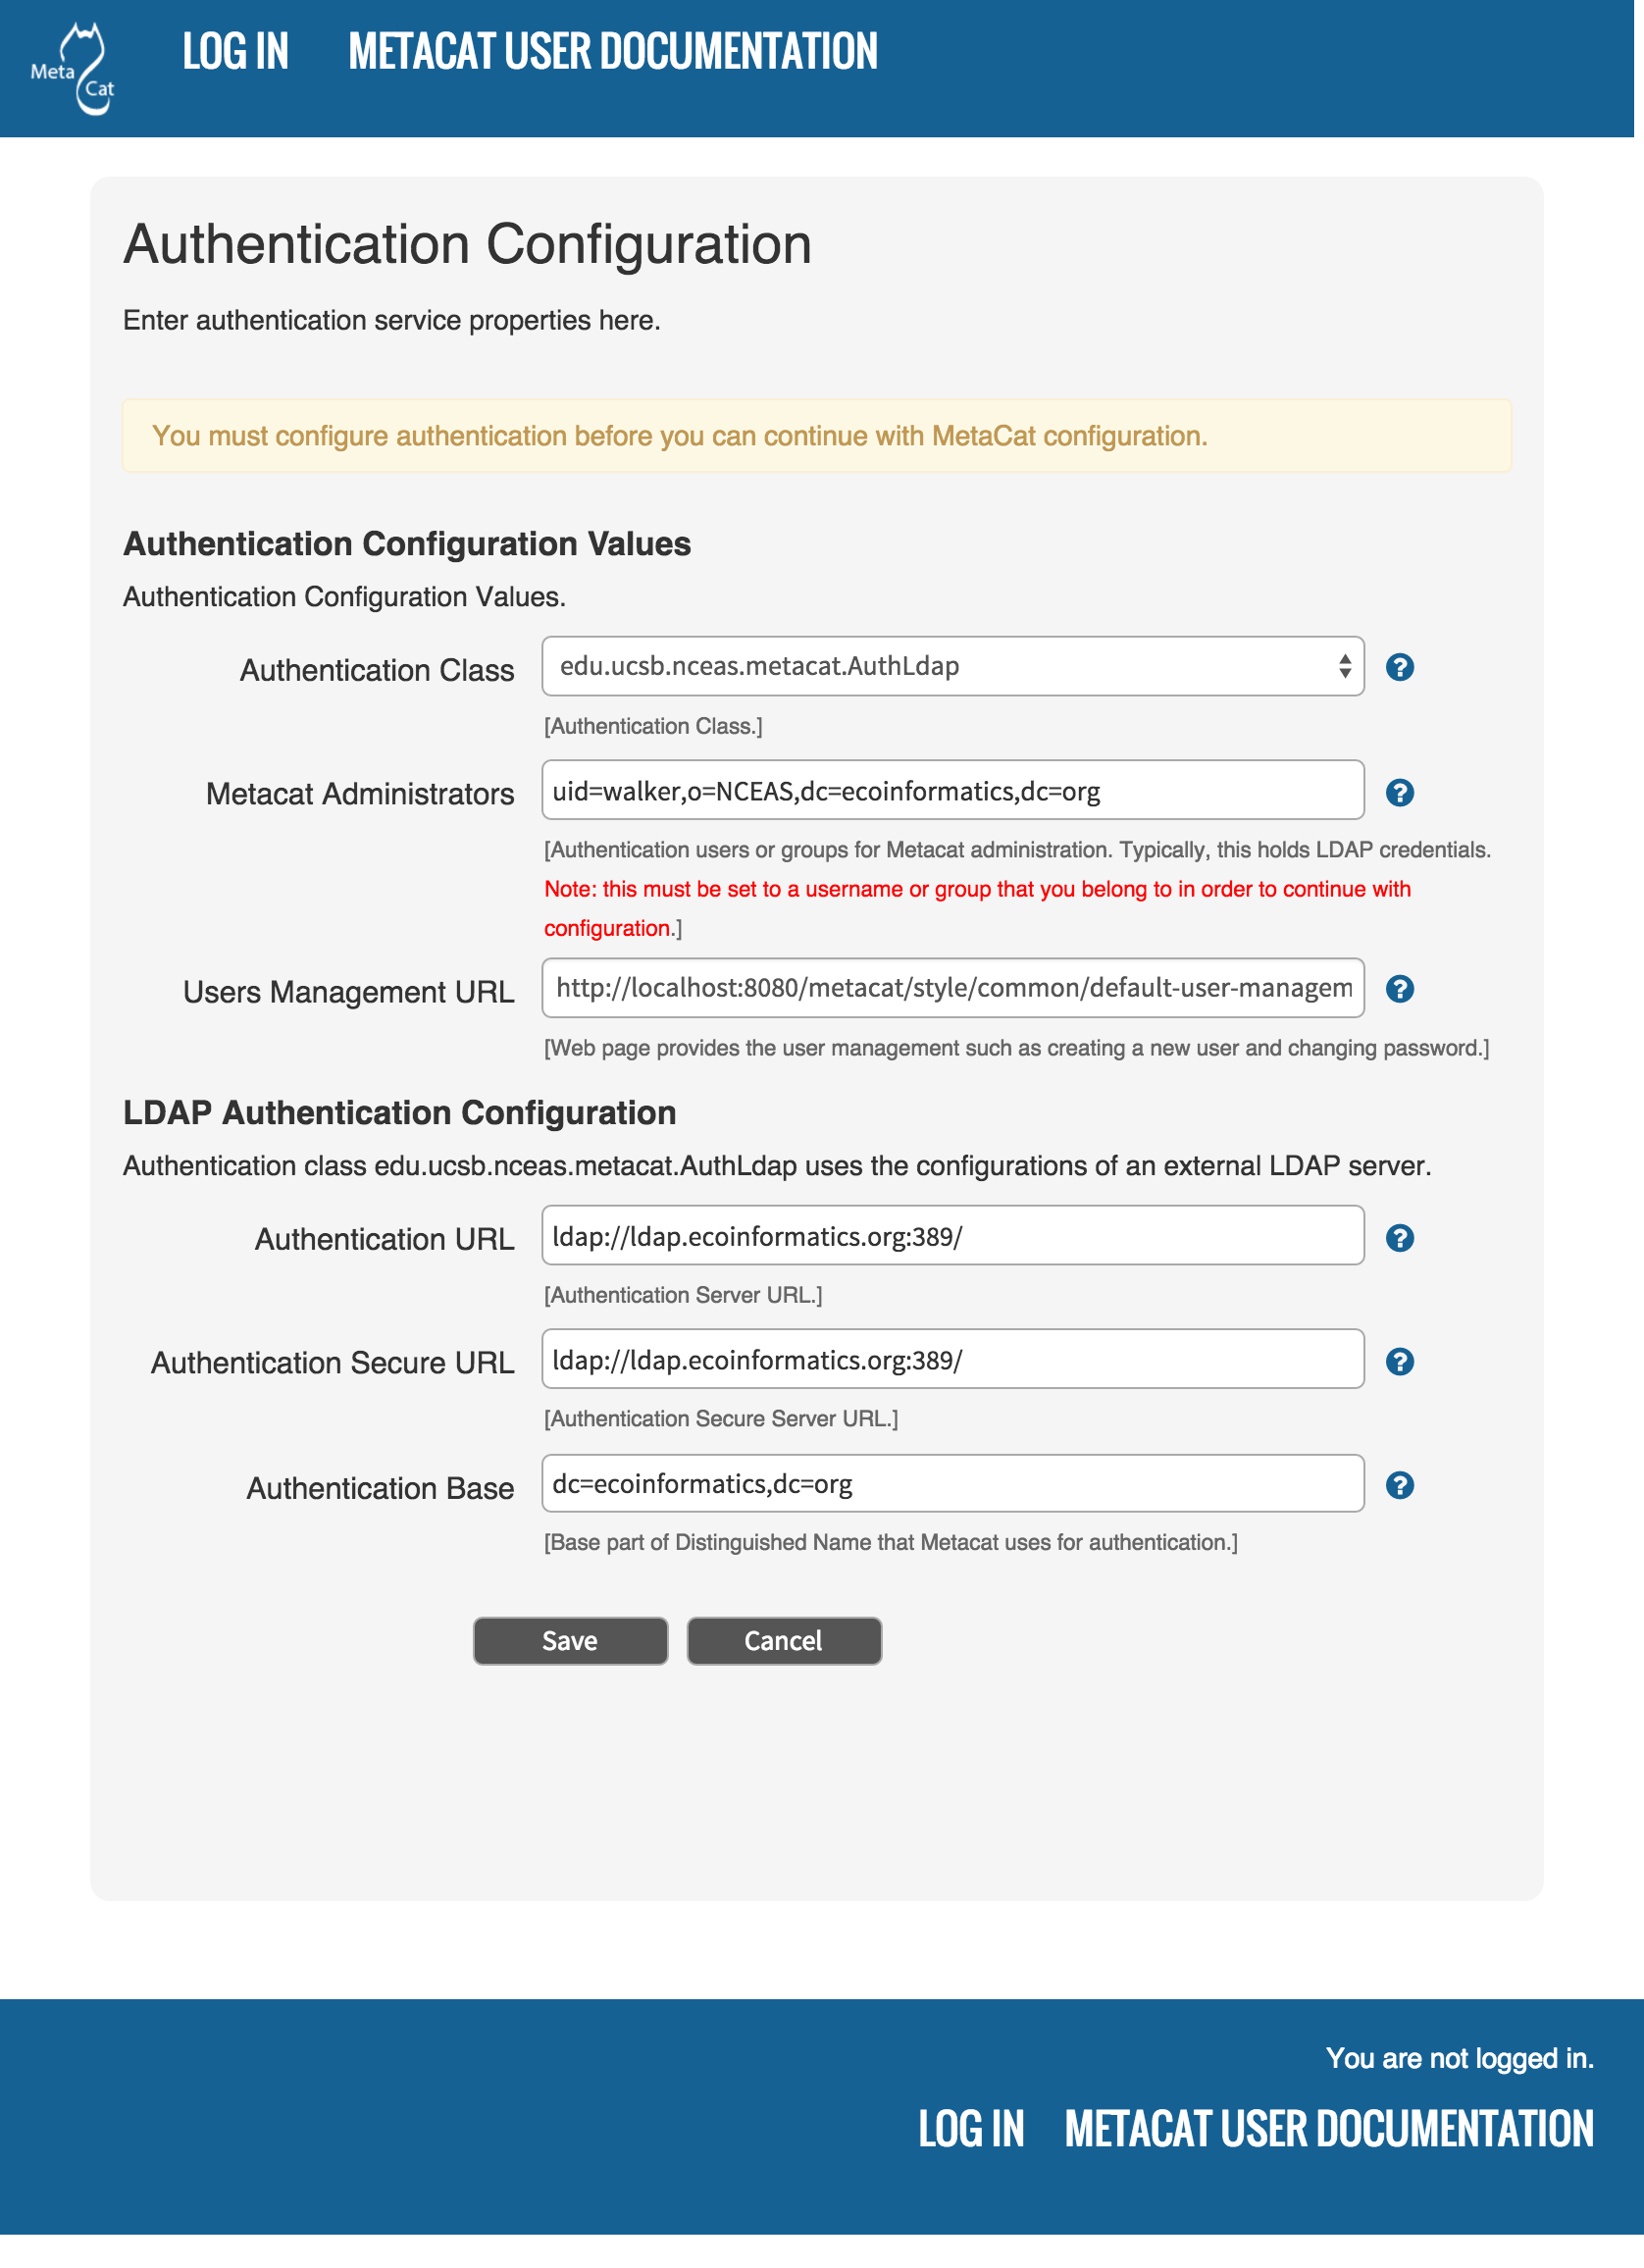 Meta Cat
LOG IN METACAT USER DOCUMENTATION
Authentication Configuration
Enter authentication service properties here.
You must configure authentication before you can continue with MetaCat configuration.
Authentication Configuration Values
Authentication Configuration Values.
Authentication Class edu.ucsb.nceas.metacat.AuthLdap ?
[Authentication Class.]
Metacat Administrators uid=walker,o=NCEAS,dc=ecoinformatics,dc=org ?
[Authentication users or groups for Metacat administration. Typically, this holds LDAP credentials.
Note: this must be set to a username or group that you belong to in order to continue with
configuration.]
Users Management URL http://localhost:8080/metacat/style/common/default-user-managem ?
[Web page provides the user management such as creating a new user and changing password.]
LDAP Authentication Configuration
Authentication class edu.ucsb.nceas.metacat.AuthLdap uses the configurations of an external LDAP server.
Authentication URL ldap://ldap.ecoinformatics.org:389/ ?
[Authentication Server URL.]
Authentication Secure URL ldap://ldap.ecoinformatics.org:389/ ?
[Authentication Secure Server URL.]
Authentication Base dc=ecoinformatics,dc=org ?
[Base part of Distinguished Name that Metacat uses for authentication.]
Save Cancel
You are not logged in.
LOG IN METACAT USER DOCUMENTATION